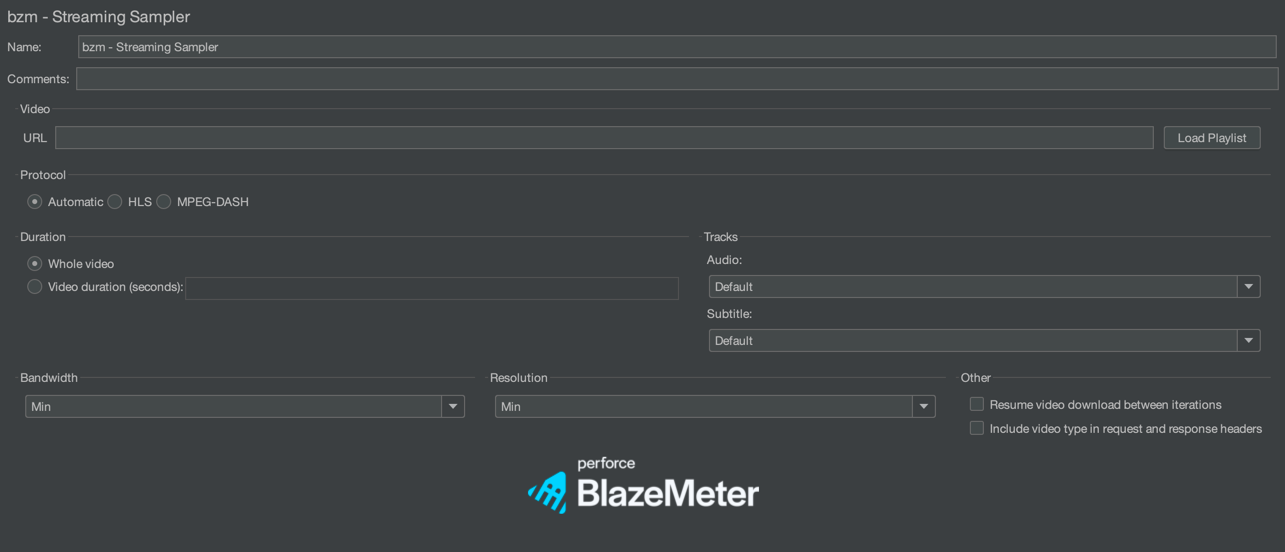 bzm - Streaming Sampler
Name: bzm - Streaming Sampler
Comments:
Video
URL Load Playlist
Protocol
Automatic HLS MPEG-DASH
Duration
Whole video
Video duration (seconds):
Tracks
Audio:
Default
Subtitle:
Default
Bandwidth
Min
Resolution
Min
Other
Resume video download between iterations
Include video type in request and response headers
perforce
BlazeMeter